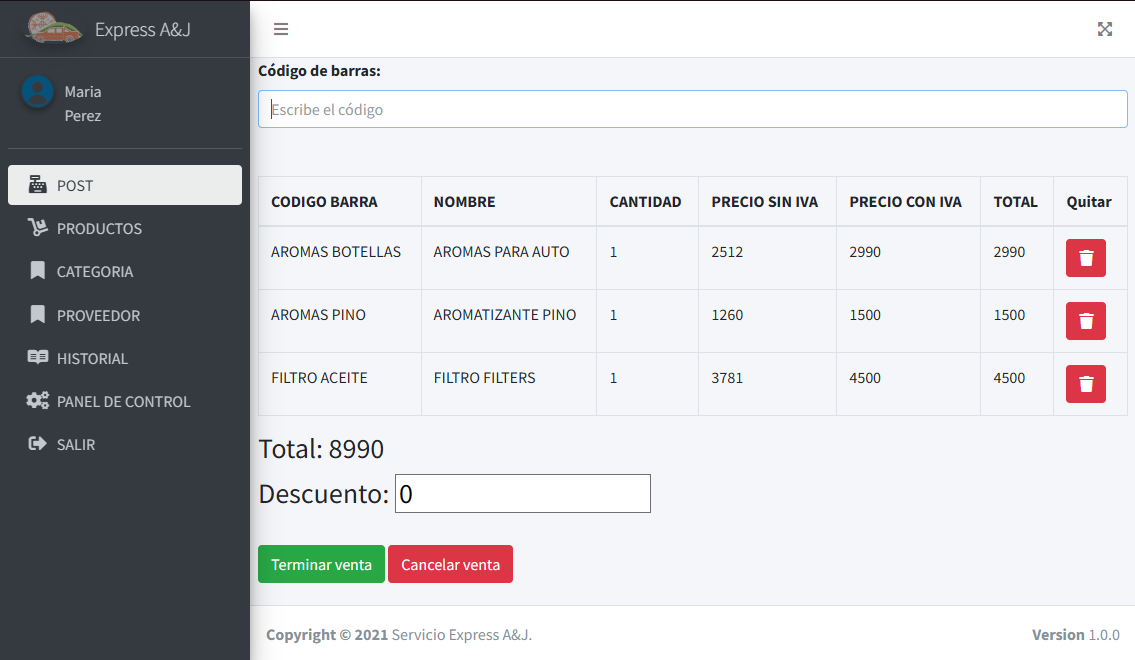 Express A&J
Maria
Perez
POST
PRODUCTOS
CATEGORIA
PROVEEDOR
HISTORIAL
PANEL DE CONTROL
SALIR
Código de barras:
Escribe el código
CODIGO BARRA NOMBRE CANTIDAD PRECIO SIN IVA PRECIO CON IVA TOTAL Quitar
AROMAS BOTELLAS AROMAS PARA AUTO 1 2512 2990 2990
AROMAS PINO AROMATIZANTE PINO 1 1260 1500 1500
FILTRO ACEITE FILTRO FILTERS 1 3781 4500 4500
Total: 8990
Descuento: 0
Terminar venta Cancelar venta
Copyright © 2021 Servicio Express A&J. Version 1.0.0